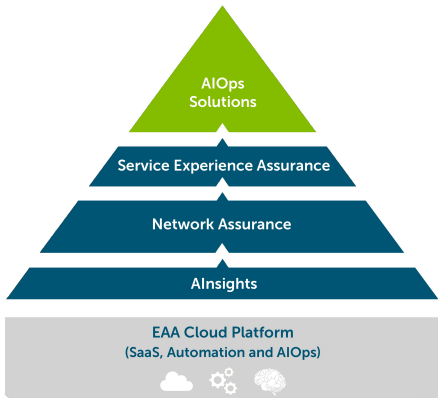 AIOps
Solutions
Service Experience Assurance
Network Assurance
AInsights
EAA Cloud Platform
(SaaS, Automation and AIOps)